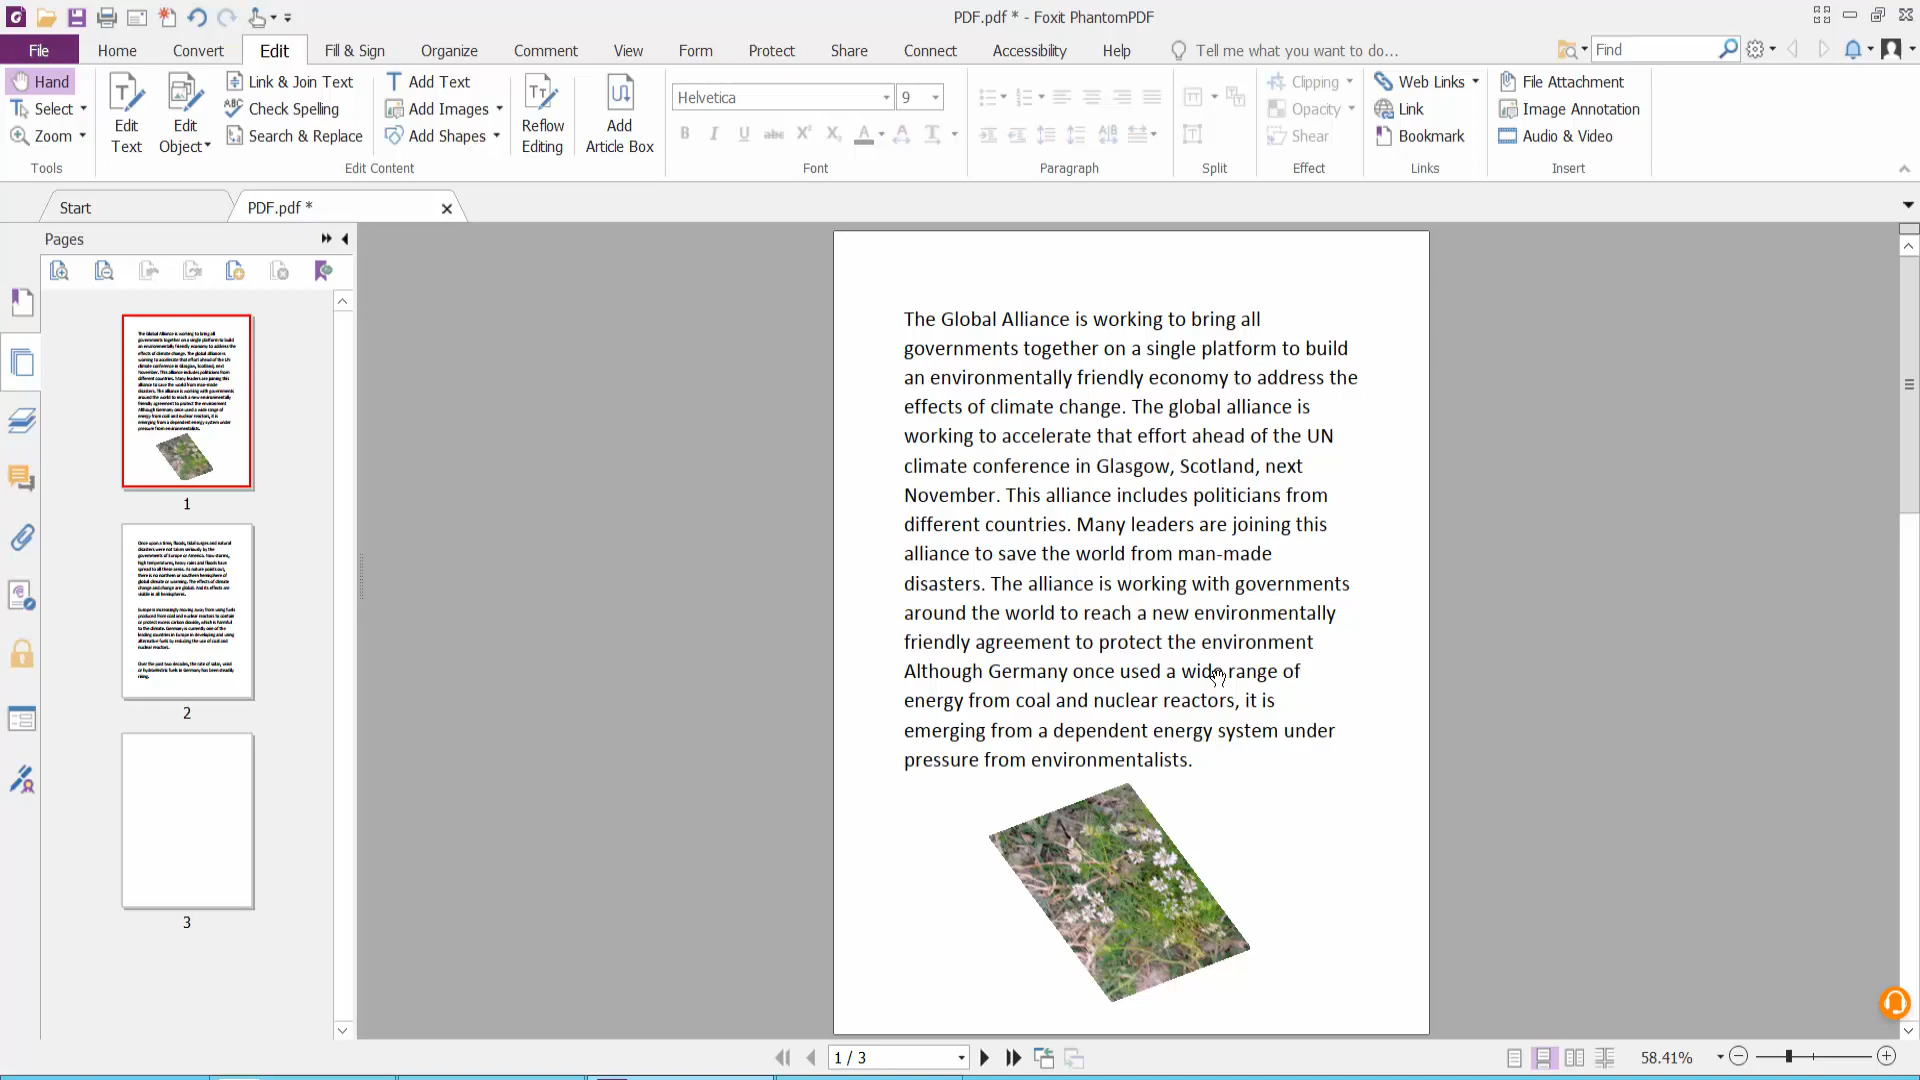 PDF.pdf * - Foxit PhantomPDF
File Home Convert Edit Fill & Sign Organize Comment View Form Protect Share Connect Accessibility Help Tell me what you want to do... Find
Hand
Select
Zoom
Tools
Edit Text
Edit Object
Link & Join Text
Check Spelling
Search & Replace
Add Text
Add Images
Add Shapes
Edit Content
Reflow Editing
Add Article Box
Helvetica 9
Font
Paragraph
Split
Clipping
Opacity
Shear
Effect
Web Links
Link
Bookmark
Links
File Attachment
Image Annotation
Audio & Video
Insert
Start PDF.pdf *
Pages
1
2
3
The Global Alliance is working to bring all
governments together on a single platform to build
an environmentally friendly economy to address the
effects of climate change. The global alliance is
working to accelerate that effort ahead of the UN
climate conference in Glasgow, Scotland, next
November. This alliance includes politicians from
different countries. Many leaders are joining this
alliance to save the world from man-made
disasters. The alliance is working with governments
around the world to reach a new environmentally
friendly agreement to protect the environment
Although Germany once used a wide range of
energy from coal and nuclear reactors, it is
emerging from a dependent energy system under
pressure from environmentalists.
1 / 3
58.41%